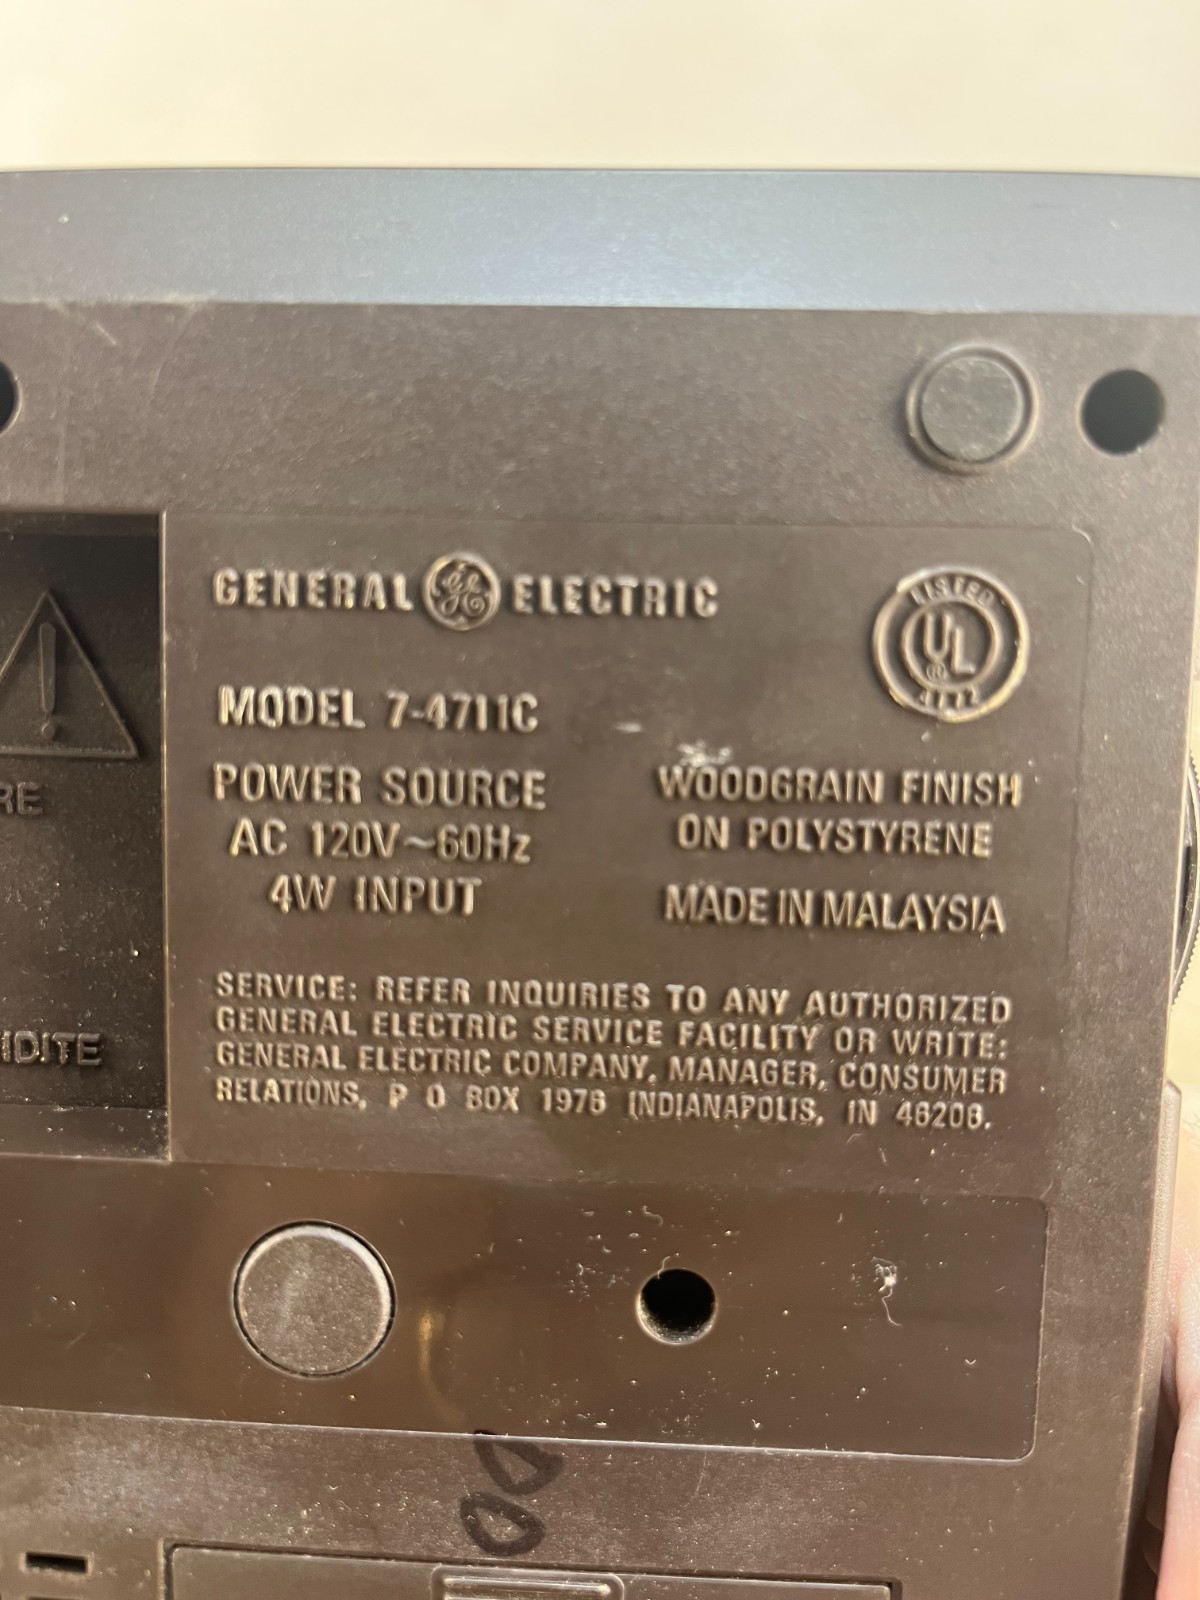 GENERAL GE ELECTRIC
LISTED
UL
®
MODEL 7-4711C
POWER SOURCE
AC 120V~60Hz
4W INPUT
WOODGRAIN FINISH
ON POLYSTYRENE
MADE IN MALAYSIA
SERVICE: REFER INQUIRIES TO ANY AUTHORIZED
GENERAL ELECTRIC SERVICE FACILITY OR WRITE:
GENERAL ELECTRIC COMPANY, MANAGER, CONSUMER
RELATIONS, P O BOX 1976 INDIANAPOLIS, IN 46206.
!
RE
IDITE